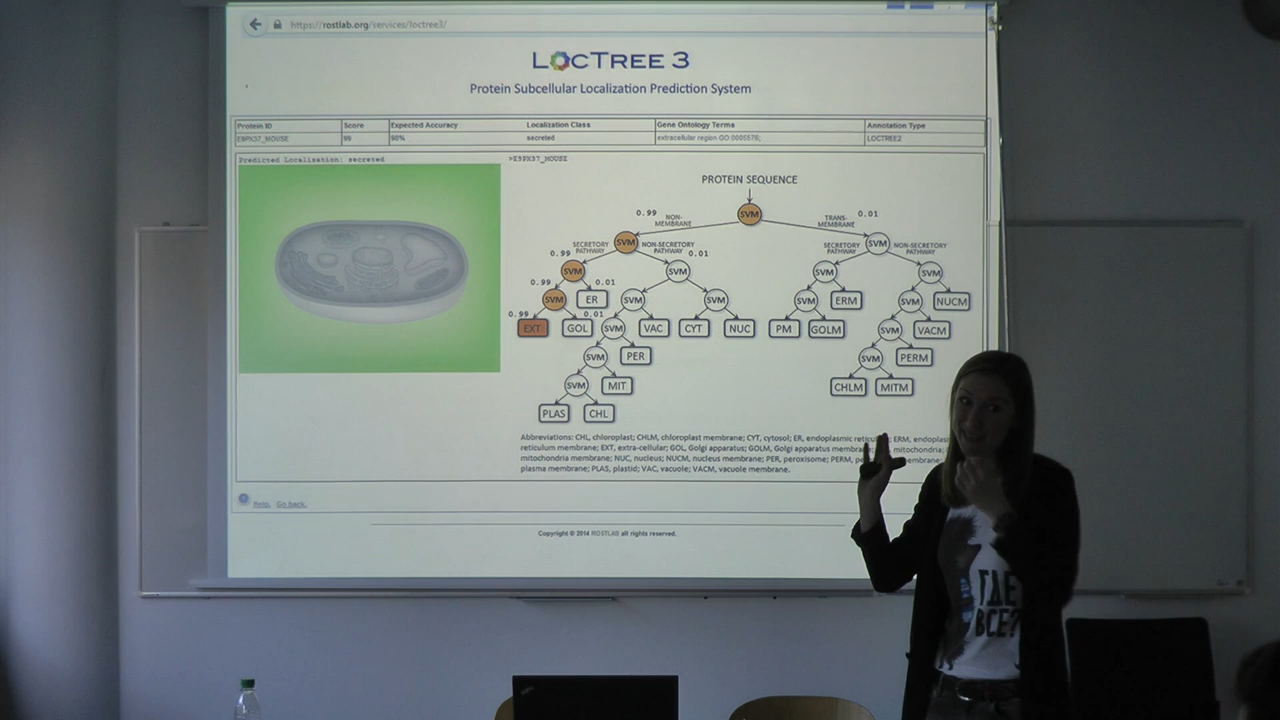 https://rostlab.org/services/loctree3/
LOCTREE 3
Protein Subcellular Localization Prediction System
Protein ID Score Expected Accuracy Localization Class Gene Ontology Terms Annotation Type
E9PX37_MOUSE 99 98% secreted extracellular region GO:0005576; LOCTREE2
Predicted Localization: secreted
>E9PX37_MOUSE
PROTEIN SEQUENCE
SVM
0.99 NON-MEMBRANE TRANS-MEMBRANE 0.01
SVM SVM
SECRETORY PATHWAY NON-SECRETORY PATHWAY SECRETORY PATHWAY NON-SECRETORY PATHWAY
0.99 0.01
SVM SVM SVM SVM
0.99 0.01
SVM ER SVM SVM SVM ERM SVM NUCM
0.99 0.01
EXT GOL SVM VAC CYT NUC PM GOLM SVM VACM
SVM PER SVM PERM
SVM MIT CHLM MITM
PLAS CHL
Abbreviations: CHL, chloroplast; CHLM, chloroplast membrane; CYT, cytosol; ER, endoplasmic ; ERM,
reticulum membrane; EXT, extra-cellular; GOL, Golgi apparatus; GOLM, Golgi apparatus mitochondria;
mitochondria membrane; NUC, nucleus; NUCM, nucleus membrane; PER, peroxisome; PERM,
plasma membrane; PLAS, plastid; VAC, vacuole; VACM, vacuole membrane.
Help. Go back.
Copyright © 2014 ROSTLAB all rights reserved.
ГДЕ
ВСЕ?